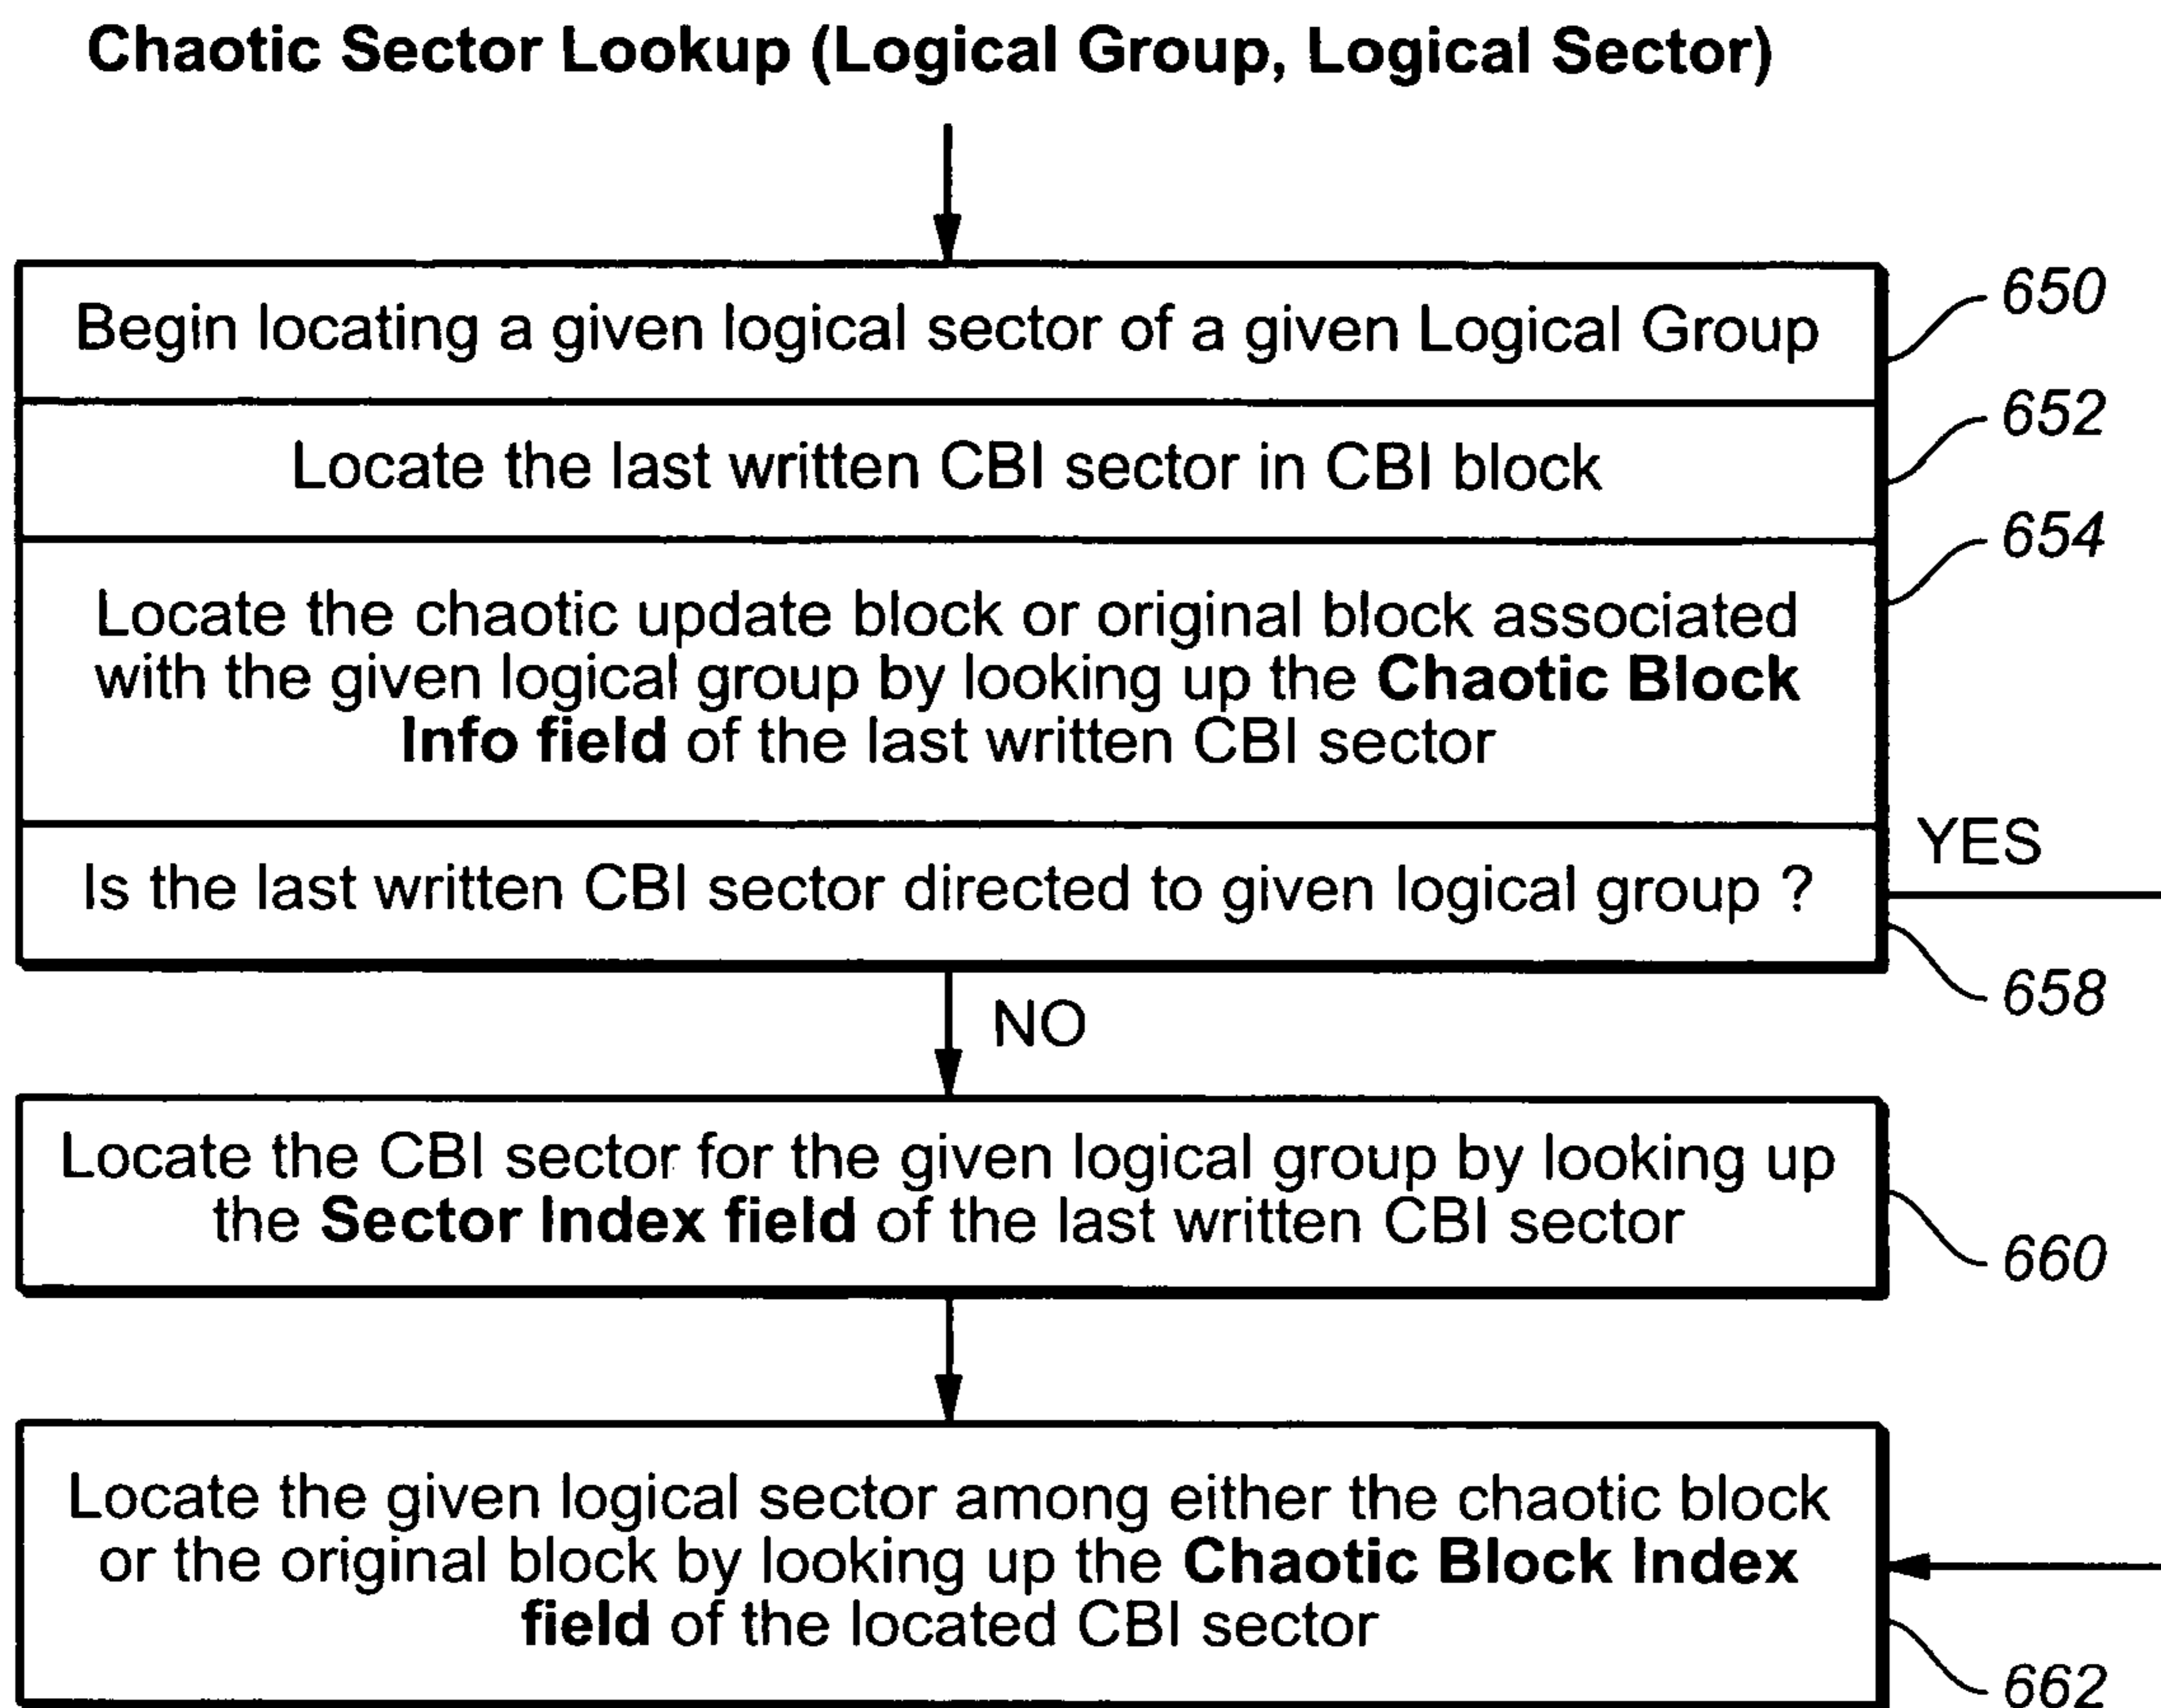 Chaotic Sector Lookup (Logical Group, Logical Sector)
Begin locating a given logical sector of a given Logical Group
650
Locate the last written CBI sector in CBI block
652
654
Locate the chaotic update block or original block associated
with the given logical group by looking up the Chaotic Block
Info field of the last written CBI sector
YES
Is the last written CBI sector directed to given logical group ?
658
NO
Locate the CBI sector for the given logical group by looking up
the Sector Index field of the last written CBI sector
660
Locate the given logical sector among either the chaotic block
or the original block by looking up the Chaotic Block Index
field of the located CBI sector
662